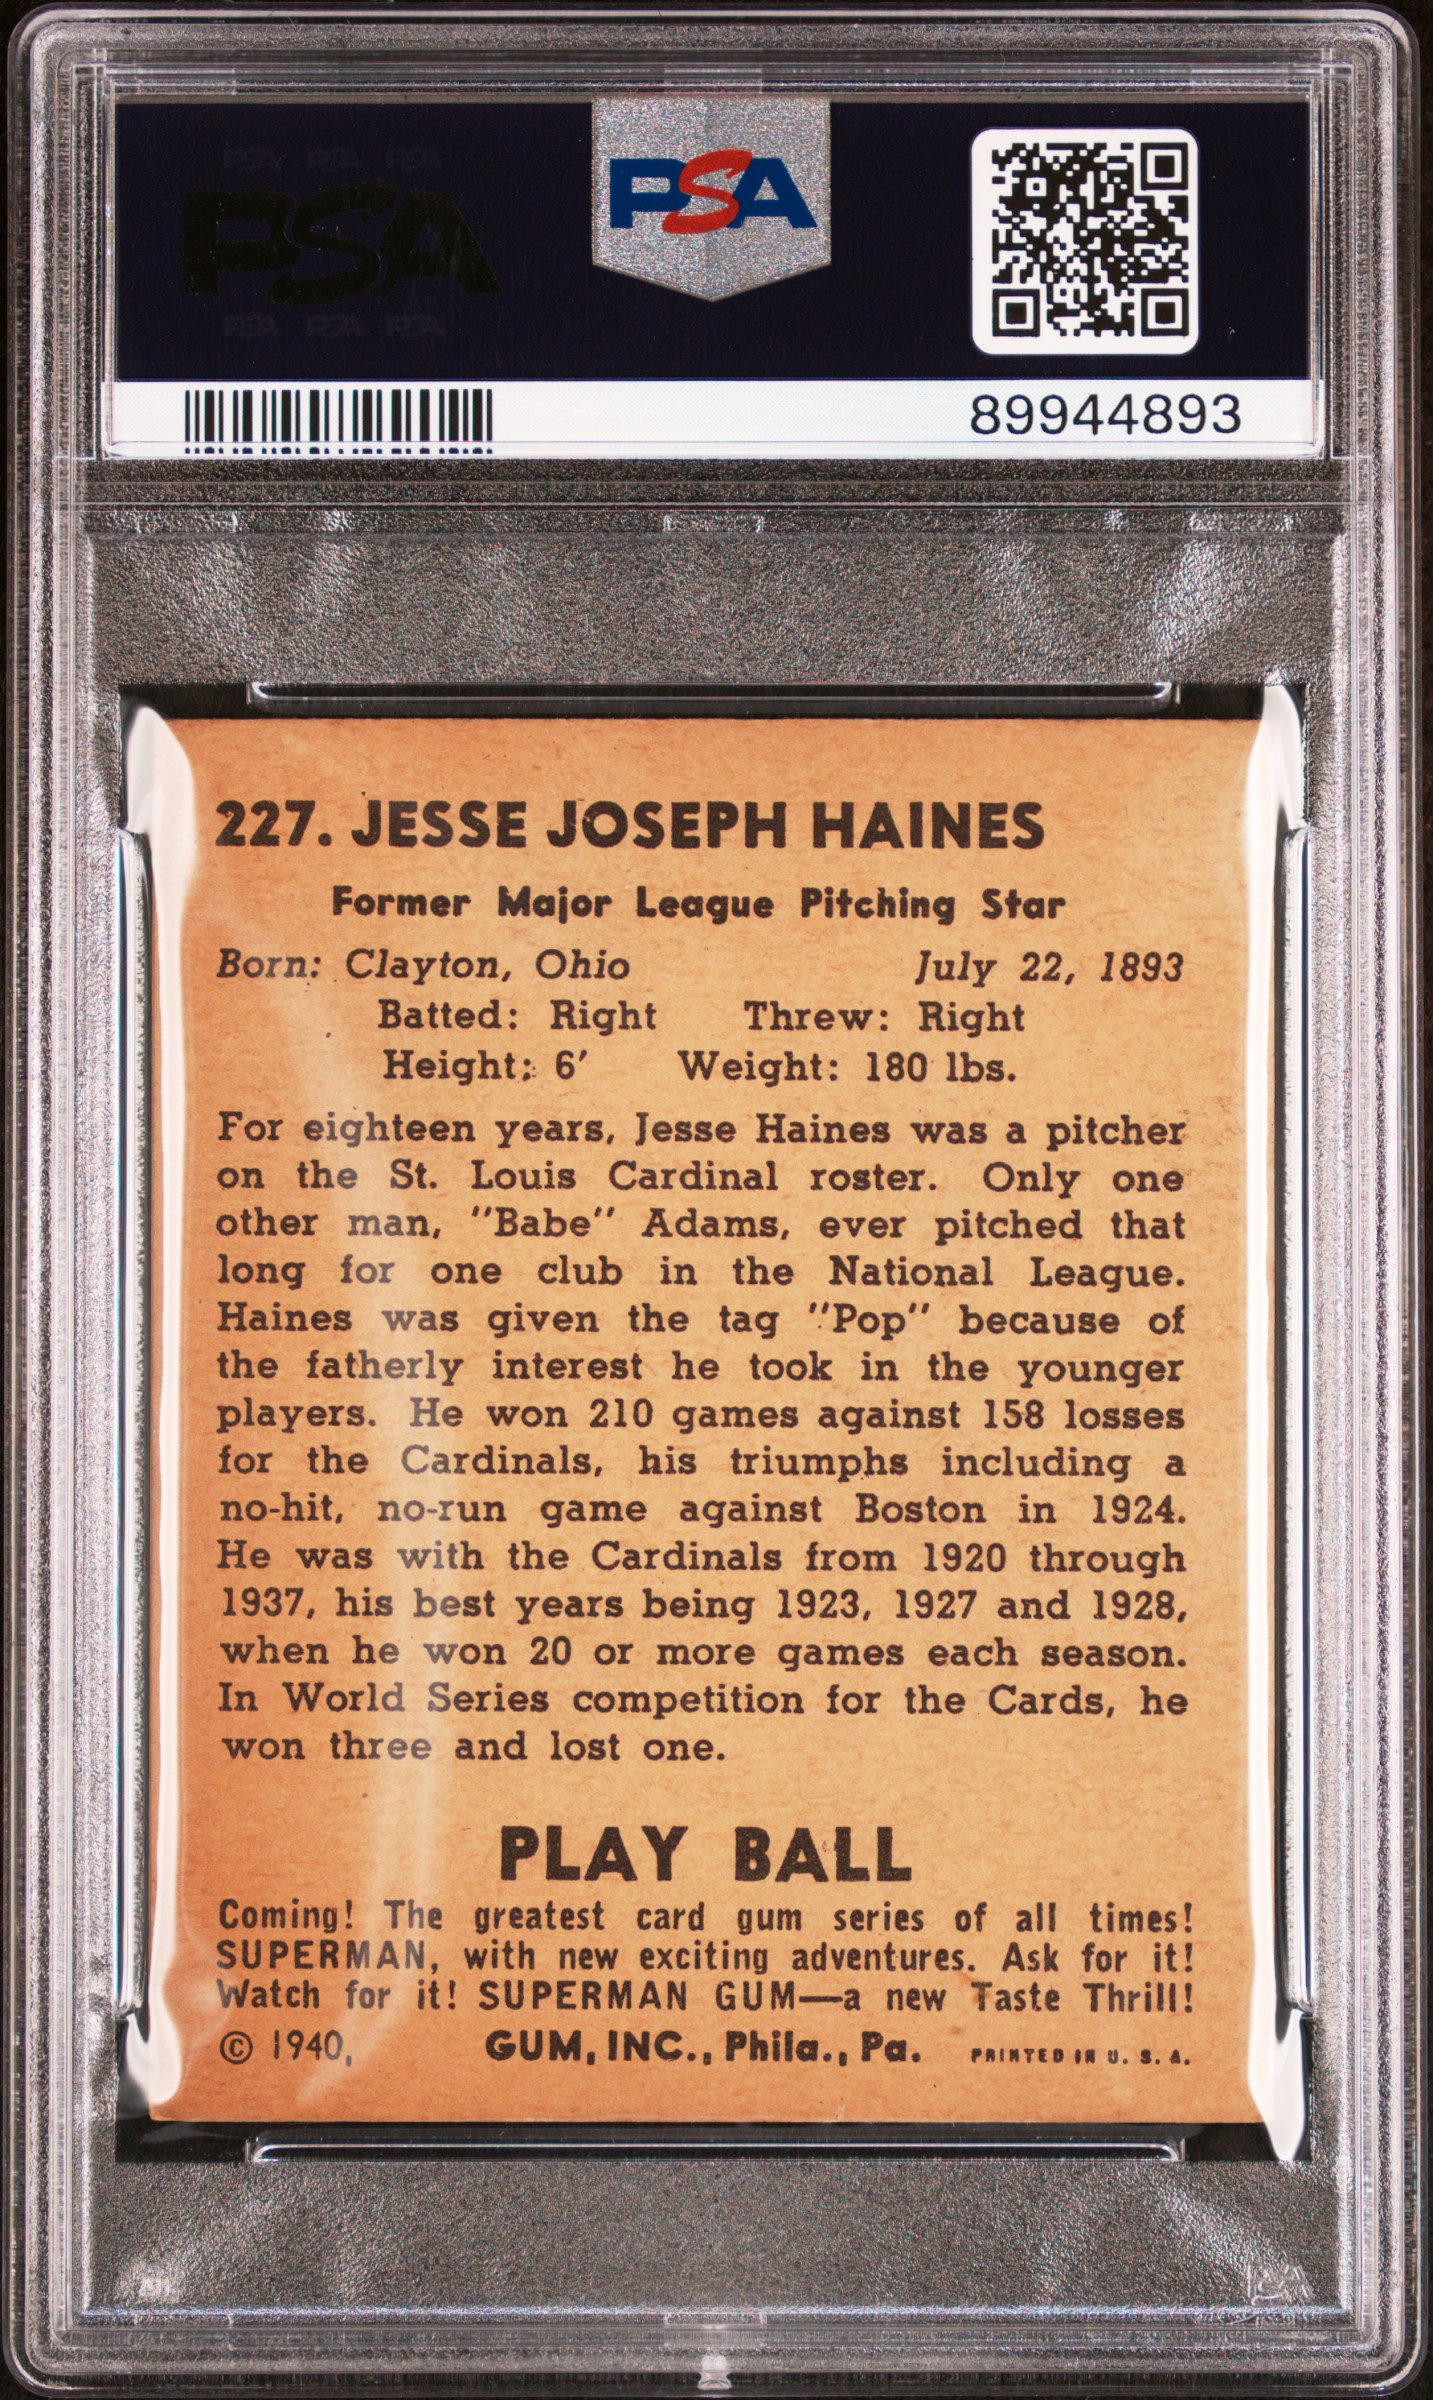 PSA PSA PSA
PSA
PSA PSA PSA
PSA
89944893
227. JESSE JOSEPH HAINES
Former Major League Pitching Star
Born: Clayton, Ohio July 22, 1893
Batted: Right Threw: Right
Height: 6' Weight: 180 lbs.
For eighteen years, Jesse Haines was a pitcher
on the St. Louis Cardinal roster. Only one
other man, "Babe" Adams, ever pitched that
long for one club in the National League.
Haines was given the tag "Pop" because of
the fatherly interest he took in the younger
players. He won 210 games against 158 losses
for the Cardinals, his triumphs including a
no-hit, no-run game against Boston in 1924.
He was with the Cardinals from 1920 through
1937, his best years being 1923, 1927 and 1928,
when he won 20 or more games each season.
In World Series competition for the Cards, he
won three and lost one.
PLAY BALL
Coming! The greatest card gum series of all times!
SUPERMAN, with new exciting adventures. Ask for it!
Watch for it! SUPERMAN GUM—a new Taste Thrill!
© 1940, GUM, INC., Phila., Pa. PRINTED IN U. S. A.
PSA